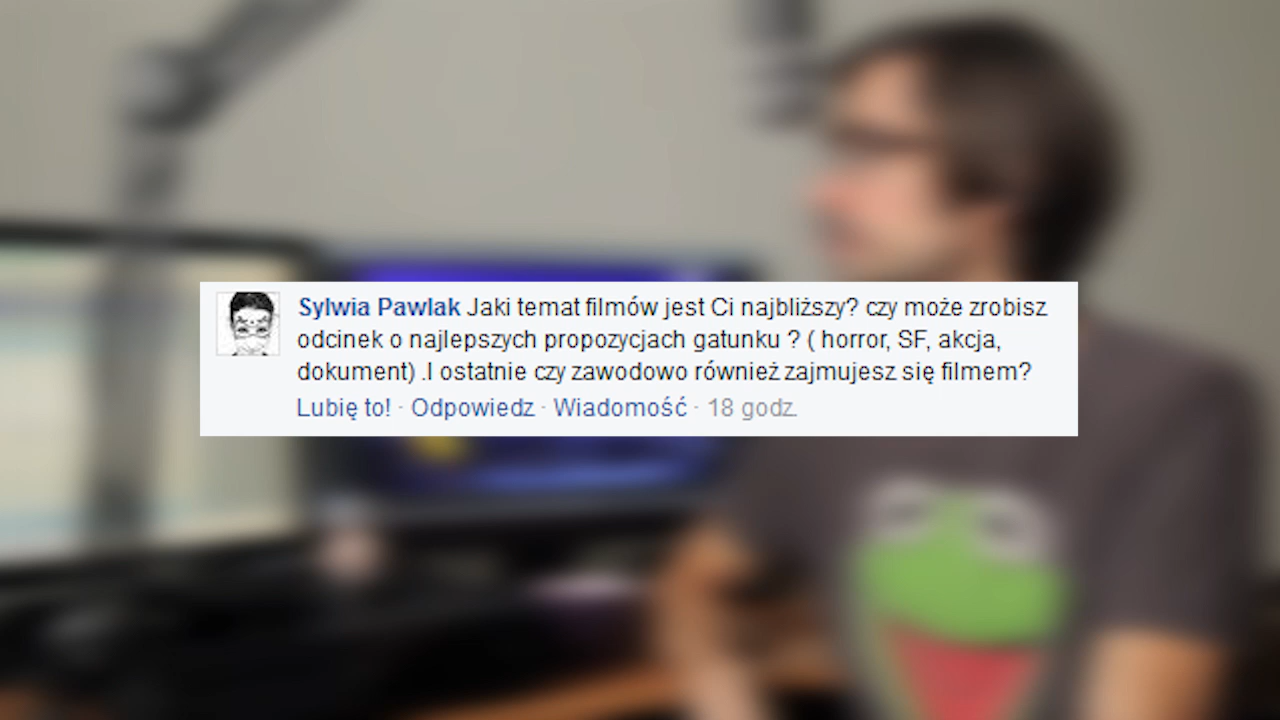 Sylwia Pawlak Jaki temat filmów jest Ci najbliższy? czy może zrobisz
odcinek o najlepszych propozycjach gatunku ? ( horror, SF, akcja,
dokument) .I ostatnie czy zawodowo również zajmujesz się filmem?
Lubię to! · Odpowiedz · Wiadomość · 18 godz.